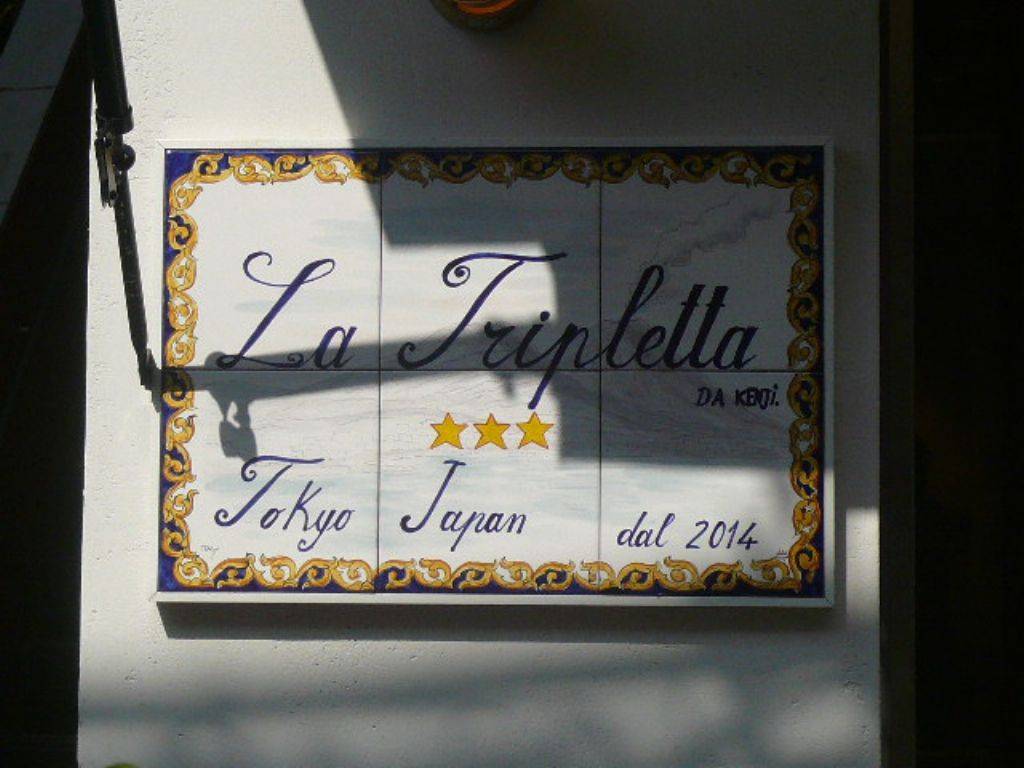 La Tripletta
DA KENJI.
Tokyo Japan dal 2014